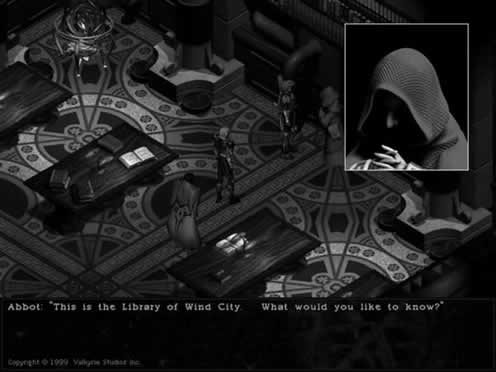 Abbot: "This is the Library of Wind City. What would you like to know?"
Copyright © 1999 Valkyrie Studios Inc.